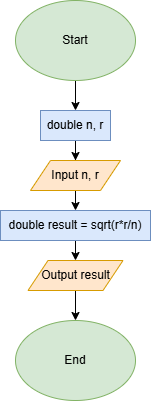 Start
double n, r
Input n, r
double result = sqrt(r*r/n)
Output result
End